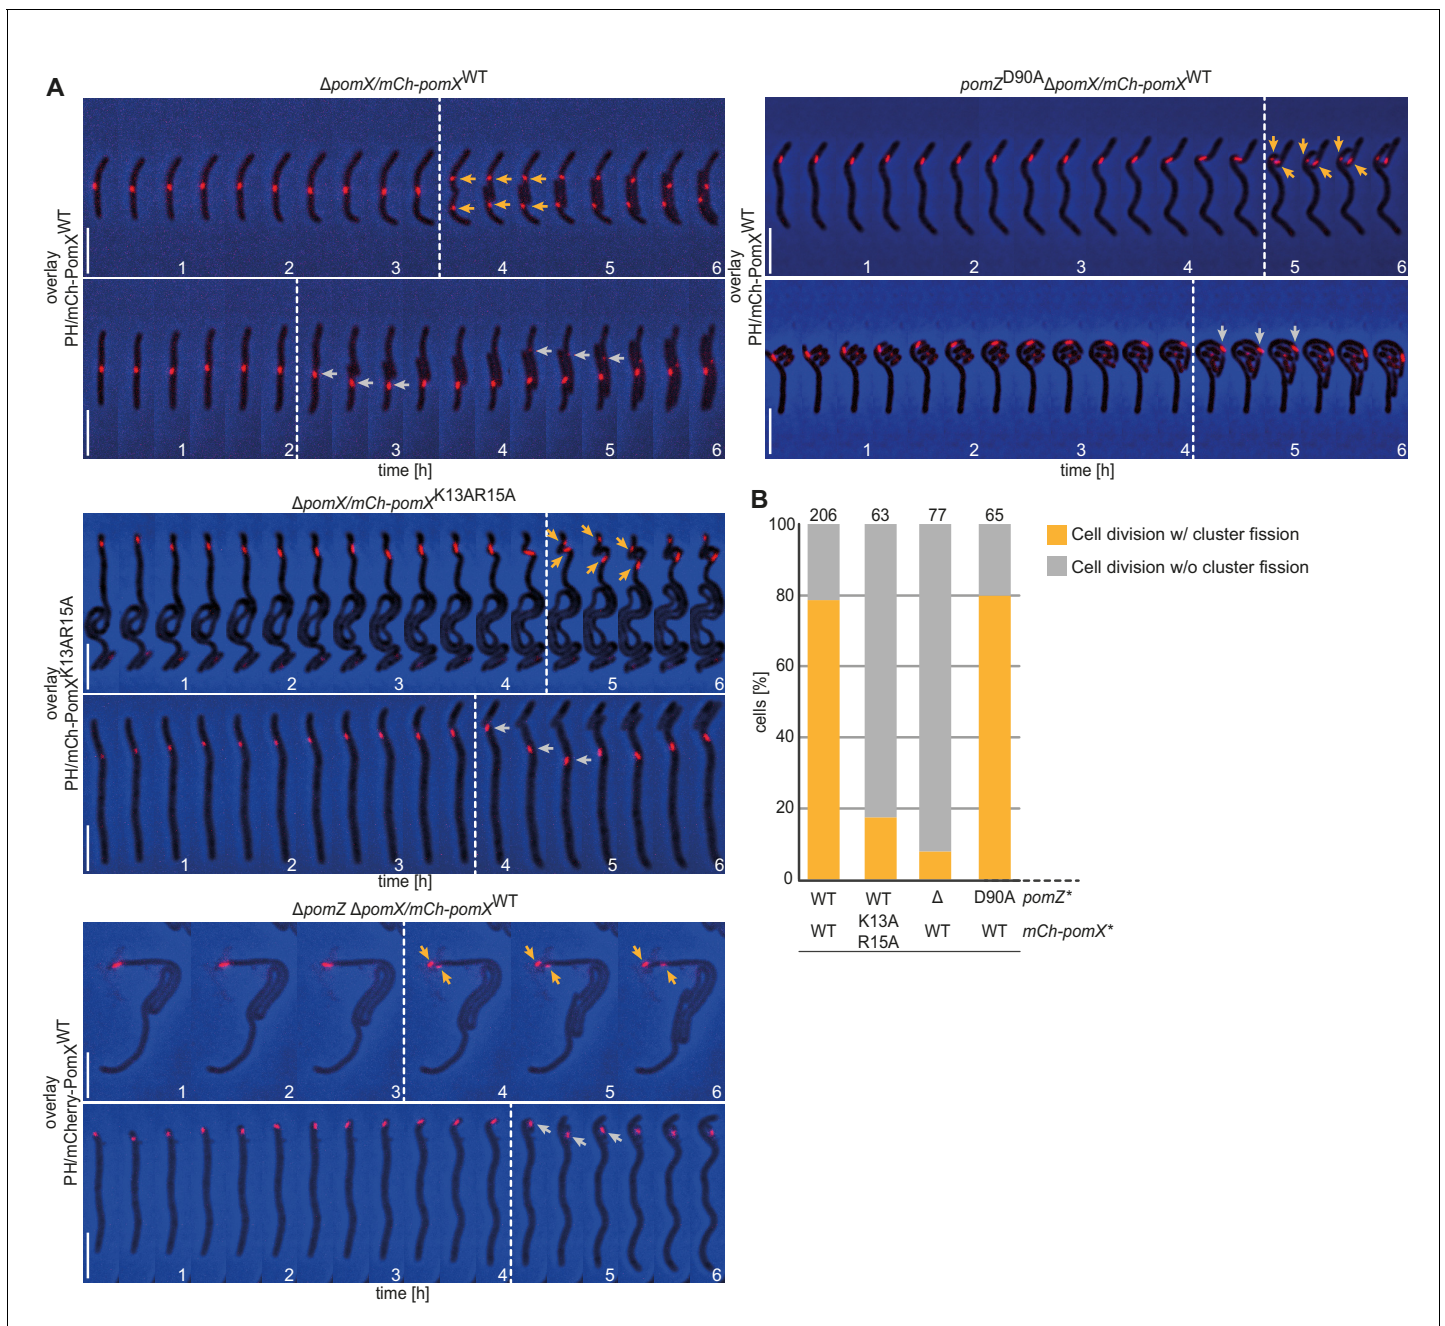 A
ΔpomX/mCh-pomX^WT
overlay
PH/mCh-PomX^WT
1 2 3 4 5 6
1 2 3 4 5 6
time [h]
pomZ^D90A ΔpomX/mCh-pomX^WT
overlay
PH/mCh-PomX^WT
1 2 3 4 5 6
1 2 3 4 5 6
time [h]
ΔpomX/mCh-pomX^K13AR15A
overlay
PH/mCh-PomX^K13AR15A
1 2 3 4 5 6
1 2 3 4 5 6
time [h]
ΔpomZ ΔpomX/mCh-pomX^WT
overlay
PH/mCherry-PomX^WT
1 2 3 4 5 6
1 2 3 4 5 6
time [h]
B
206 63 77 65
100
80
60
40
20
0
cells [%]
Cell division w/ cluster fission
Cell division w/o cluster fission
WT WT Δ D90A pomZ*
WT K13A R15A WT WT mCh-pomX*